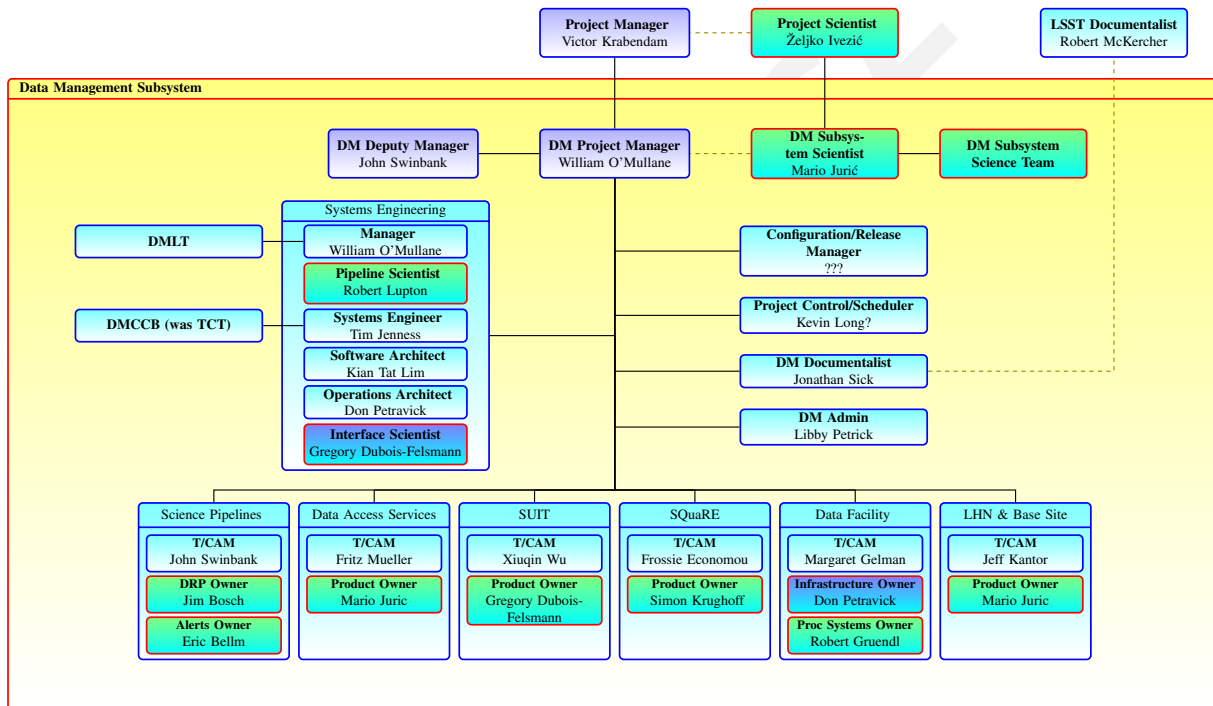 Project Manager
Victor Krabendam
Project Scientist
Željko Ivezić
LSST Documentalist
Robert McKercher
Data Management Subsystem
DM Deputy Manager
John Swinbank
DM Project Manager
William O’Mullane
DM Subsys-
tem Scientist
Mario Jurić
DM Subsystem
Science Team
Systems Engineering
DMLT
Manager
William O’Mullane
Pipeline Scientist
Robert Lupton
DMCCB (was TCT)
Systems Engineer
Tim Jenness
Software Architect
Kian Tat Lim
Operations Architect
Don Petravick
Interface Scientist
Gregory Dubois-Felsmann
Configuration/Release
Manager
???
Project Control/Scheduler
Kevin Long?
DM Documentalist
Jonathan Sick
DM Admin
Libby Petrick
Science Pipelines
T/CAM
John Swinbank
DRP Owner
Jim Bosch
Alerts Owner
Eric Bellm
Data Access Services
T/CAM
Fritz Mueller
Product Owner
Mario Juric
SUIT
T/CAM
Xiuqin Wu
Product Owner
Gregory Dubois-
Felsmann
SQuaRE
T/CAM
Frossie Economou
Product Owner
Simon Krughoff
Data Facility
T/CAM
Margaret Gelman
Infrastructure Owner
Don Petravick
Proc Systems Owner
Robert Gruendl
LHN & Base Site
T/CAM
Jeff Kantor
Product Owner
Mario Juric